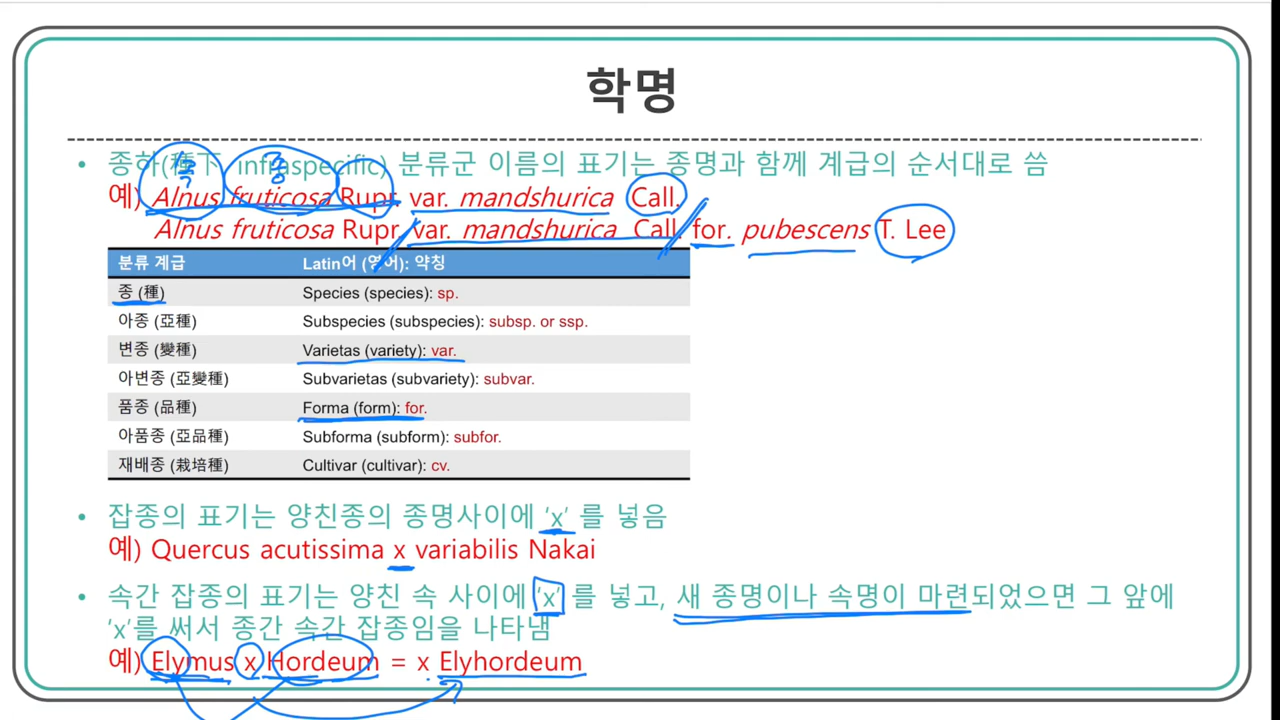 학명
• 종하(種下, infraspecific) 분류군 이름의 표기는 종명과 함께 계급의 순서대로 씀
예) Alnus fruticosa Rupr. var. mandshurica Call.
Alnus fruticosa Rupr. var. mandshurica Call. for. pubescens T. Lee
속
종
분류 계급 Latin어 (영어): 약칭
종 (種) Species (species): sp.
아종 (亞種) Subspecies (subspecies): subsp. or ssp.
변종 (變種) Varietas (variety): var.
아변종 (亞變種) Subvarietas (subvariety): subvar.
품종 (品種) Forma (form): for.
아품종 (亞品種) Subforma (subform): subfor.
재배종 (栽培種) Cultivar (cultivar): cv.
• 잡종의 표기는 양친종의 종명사이에 ‘x’ 를 넣음
예) Quercus acutissima x variabilis Nakai
• 속간 잡종의 표기는 양친 속 사이에 ‘x’ 를 넣고, 새 종명이나 속명이 마련되었으면 그 앞에
‘x’를 써서 종간 속간 잡종임을 나타냄
예) Elymus x Hordeum = x Elyhordeum